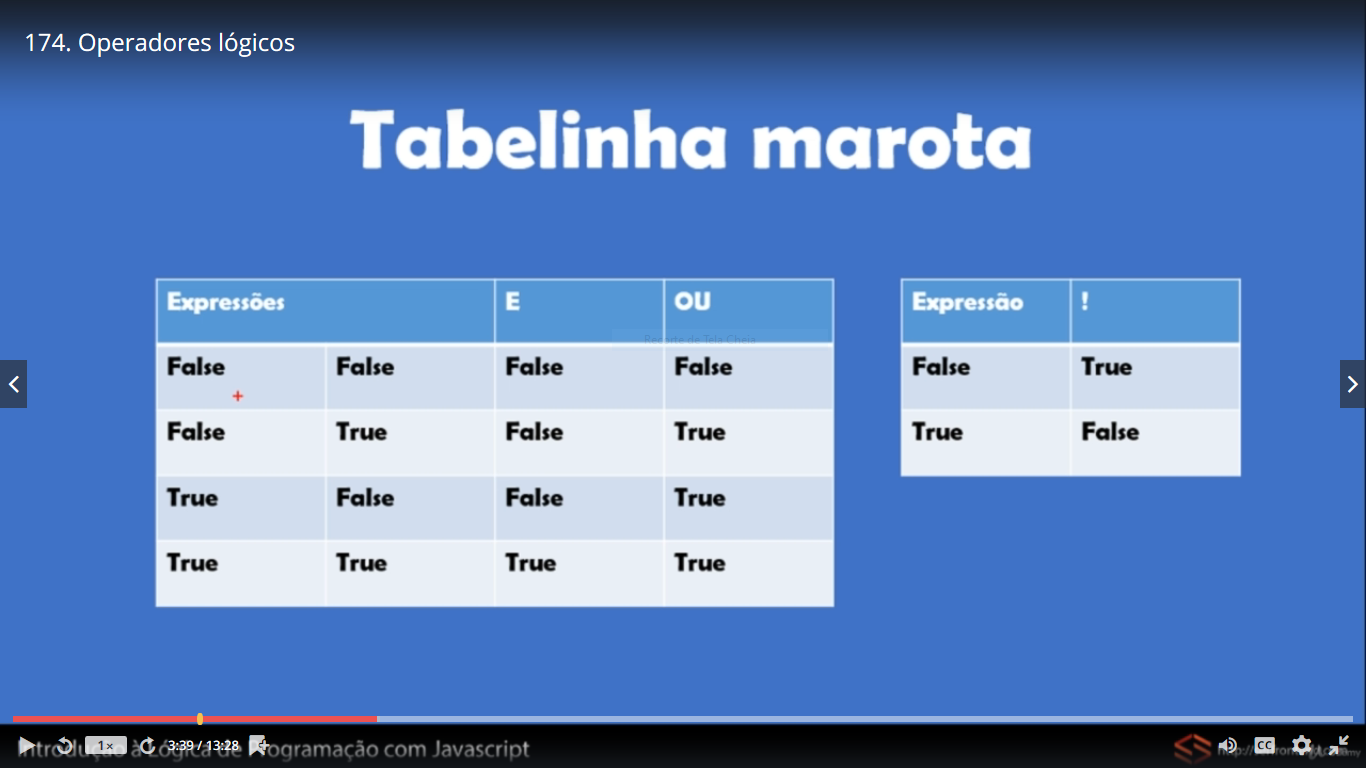 174. Operadores lógicos
Tabelinha marota
Expressões E OU
False False False False
False True False True
True False False True
True True True True
Expressão !
False True
True False
Recorte de Tela Cheia
1x 3:39 / 13:28 CC
Introdução à Lógica de Programação com Javascript